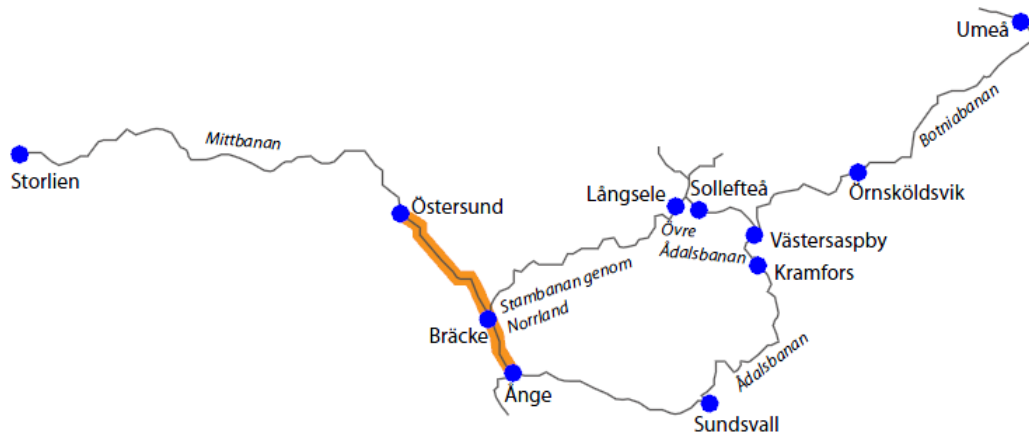 Umeå
Botniabanan
Mittbanan
Storlien
Örnsköldsvik
Långsele
Sollefteå
Östersund
Övre
Ådalsbanan
Västersaspby
Kramfors
Stambanan genom
Norrland
Bräcke
Ådalsbanan
Ånge
Sundsvall